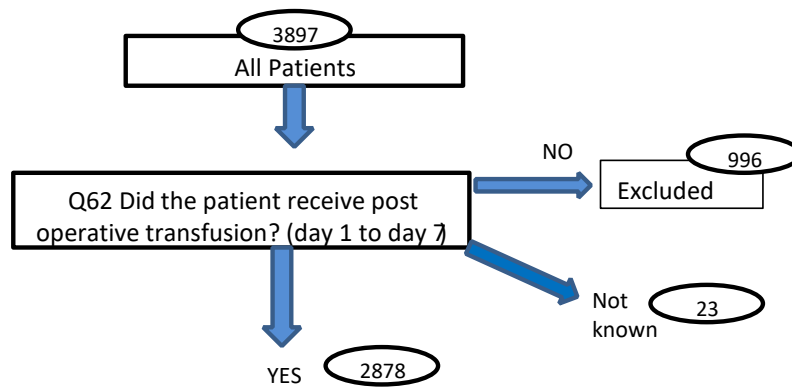 3897
All Patients
NO
996
Excluded
Q62 Did the patient receive post
operative transfusion? (day 1 to day 7)
Not
known
23
YES
2878